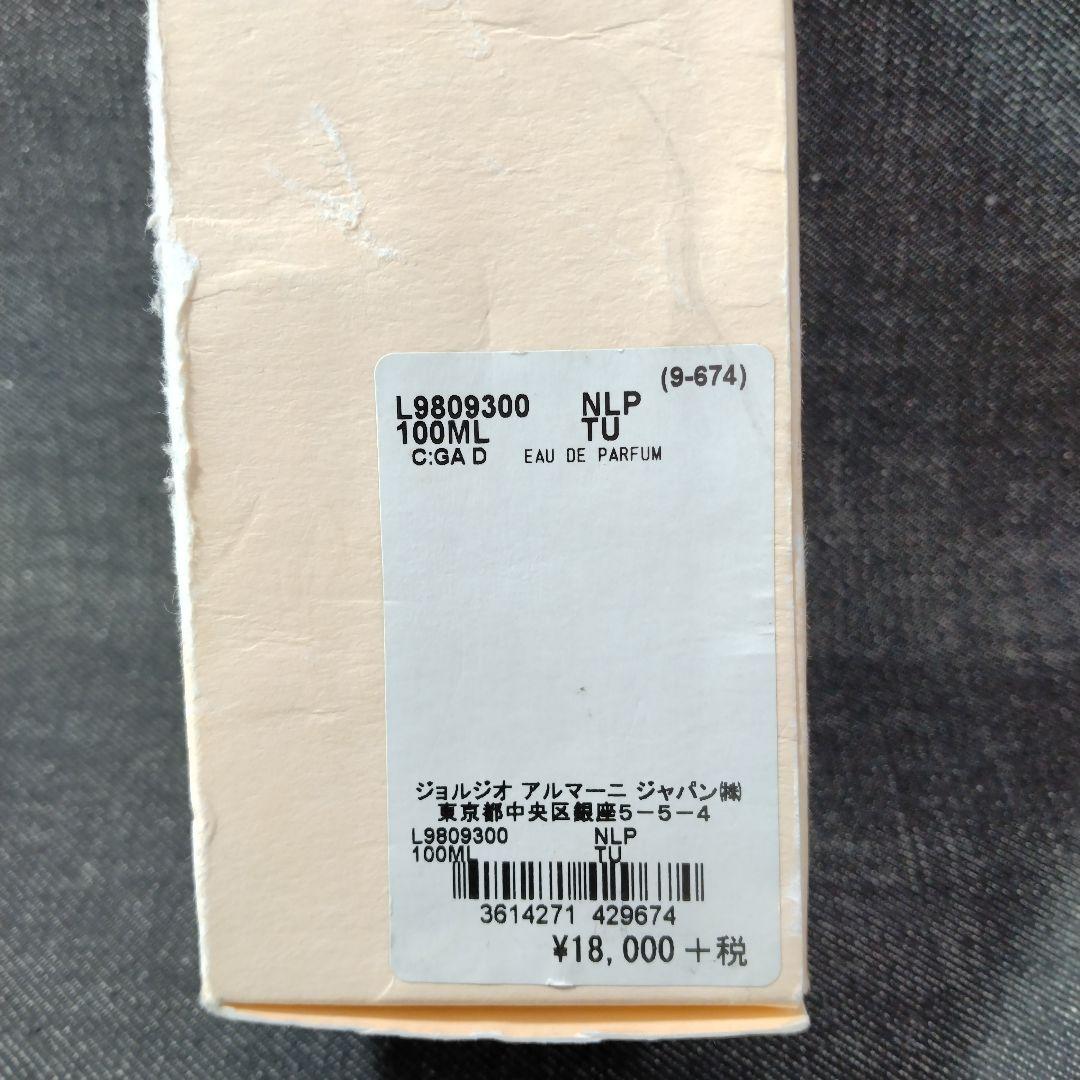 (9-674)
L9809300 NLP
100ML TU
C:GA D EAU DE PARFUM
ジョルジオ アルマーニ ジャパン㈱
東京都中央区銀座5-5-4
L9809300 NLP
100ML TU
3614271 429674
¥18,000+税